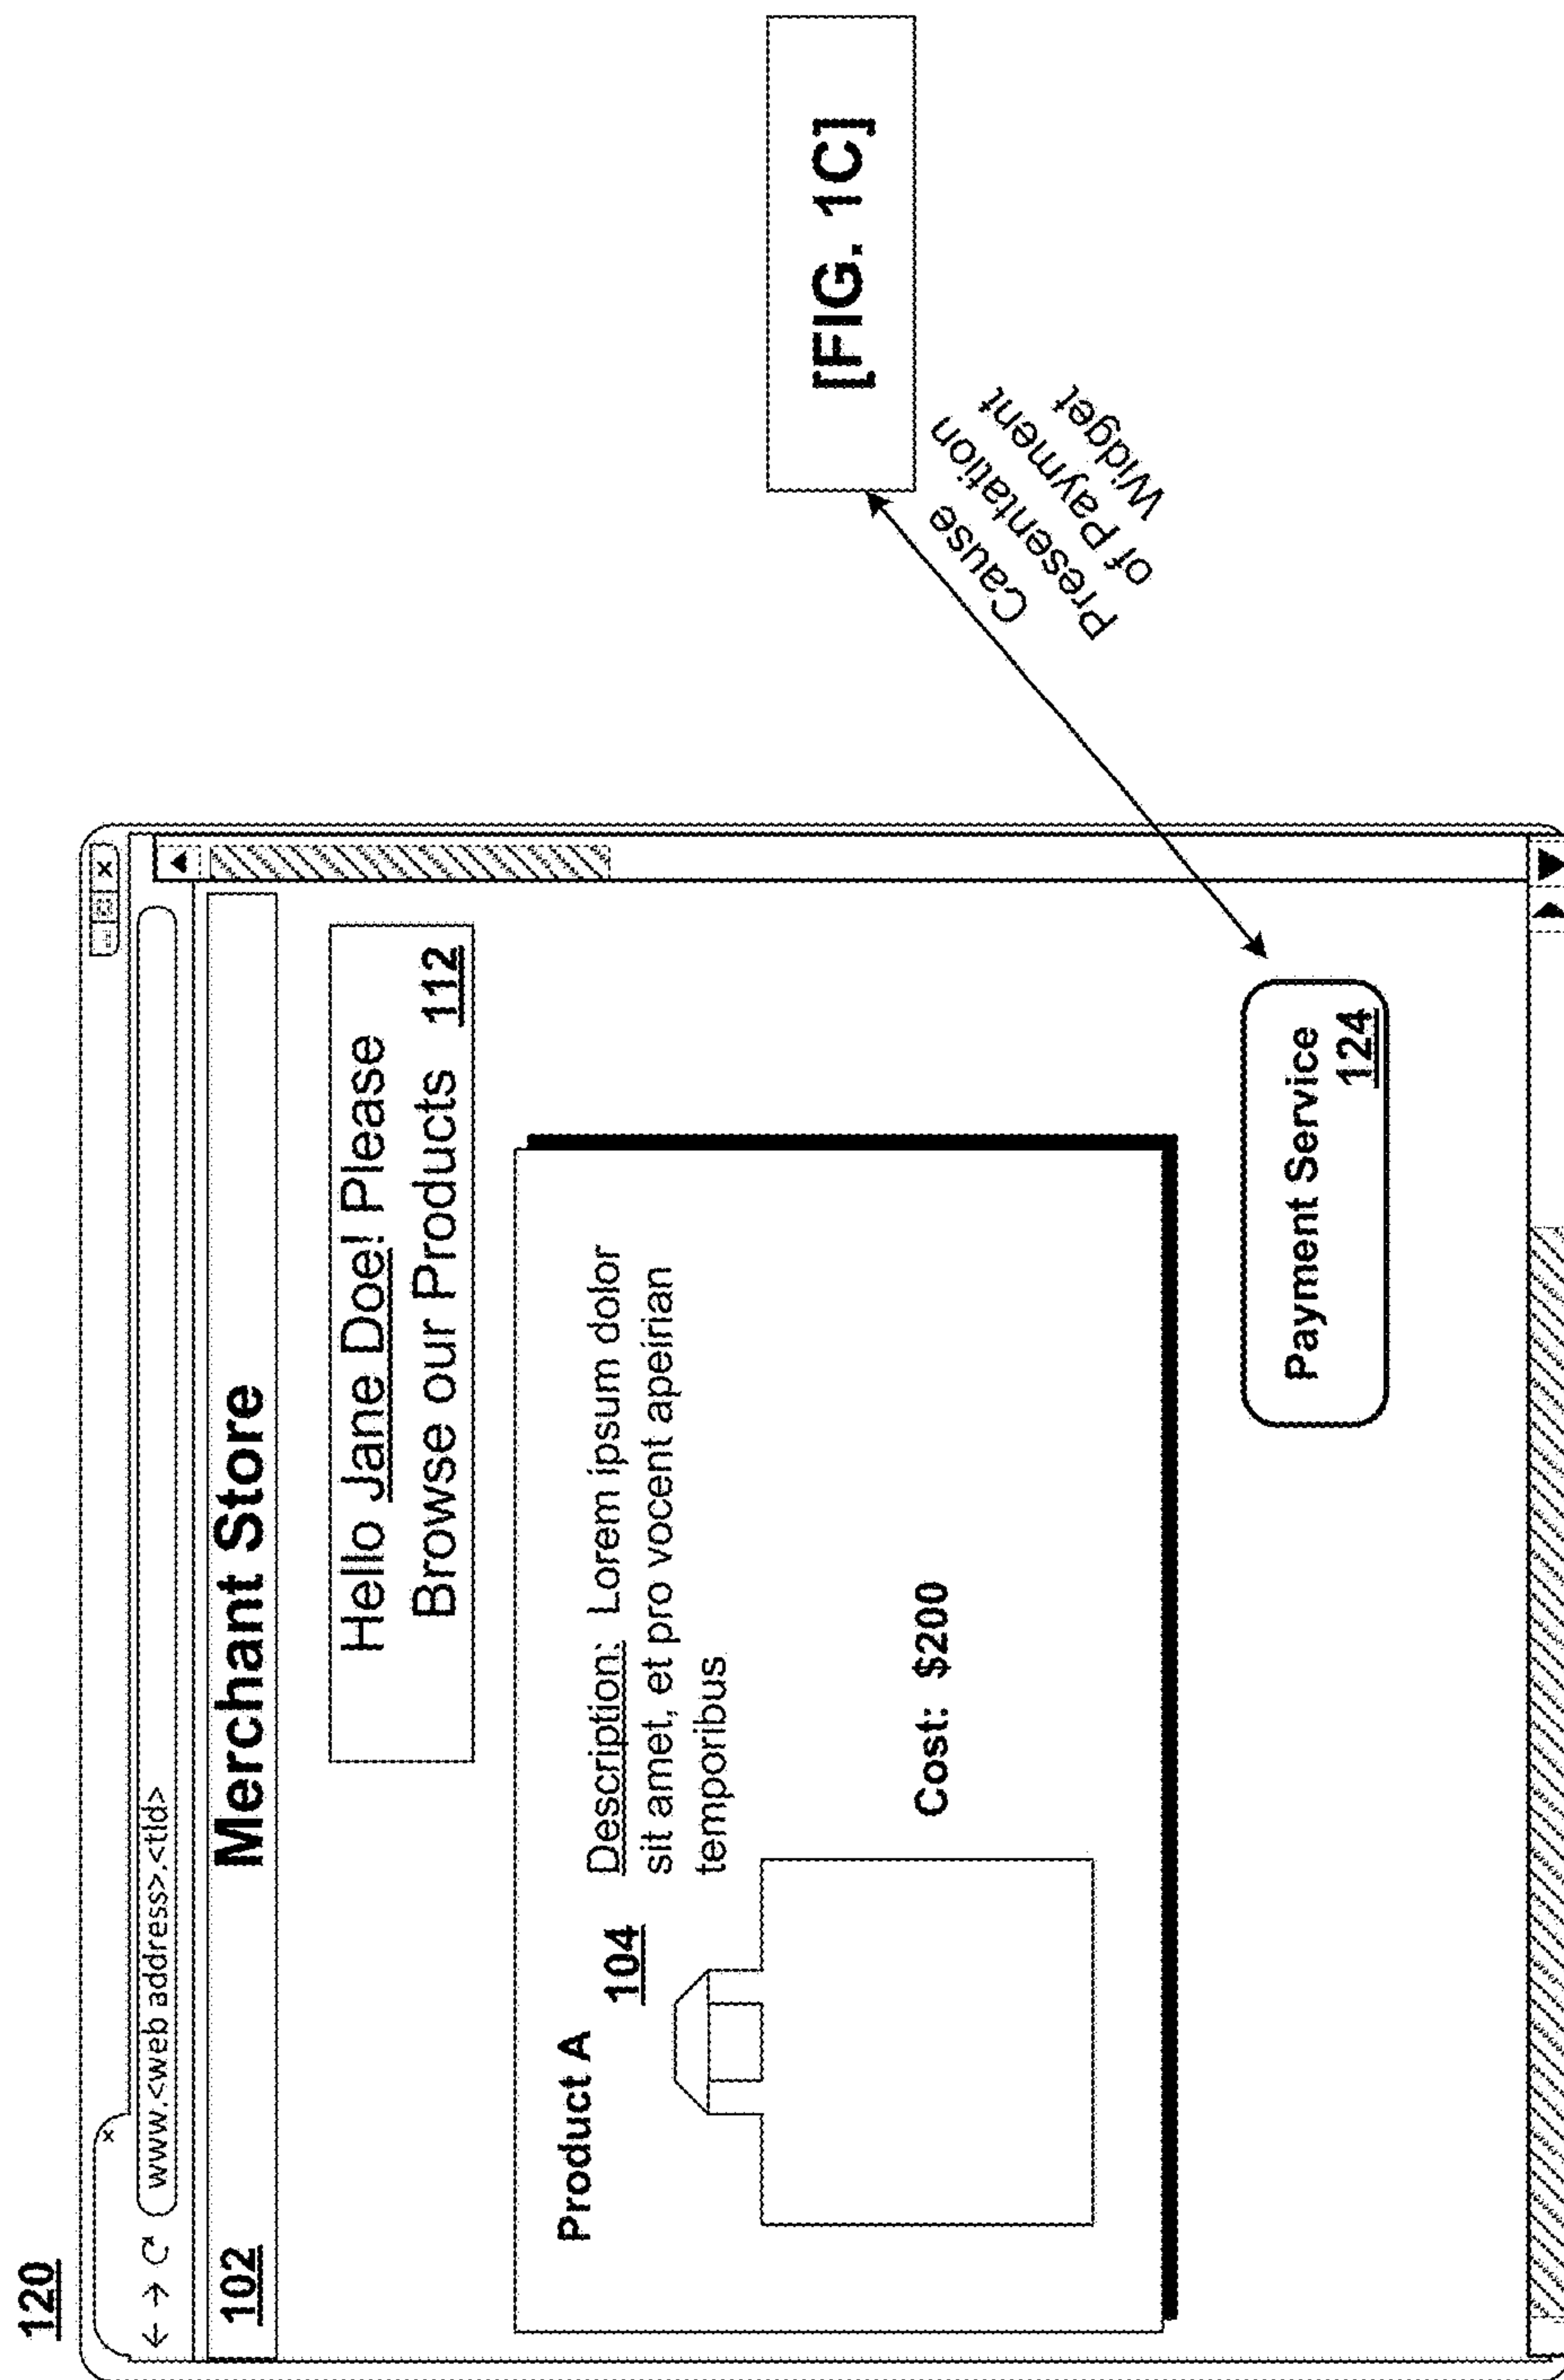 120
x
www.<web address>.<tld>
x
102
Merchant Store
Hello Jane Doe! Please
Browse our Products 112
Product A
104
Description: Lorem ipsum dolor
sit amet, et pro vocent apeirian
temporibus
Cost: $200
Payment Service
124
Cause
Presentation
of Payment
Widget
[FIG. 1C]